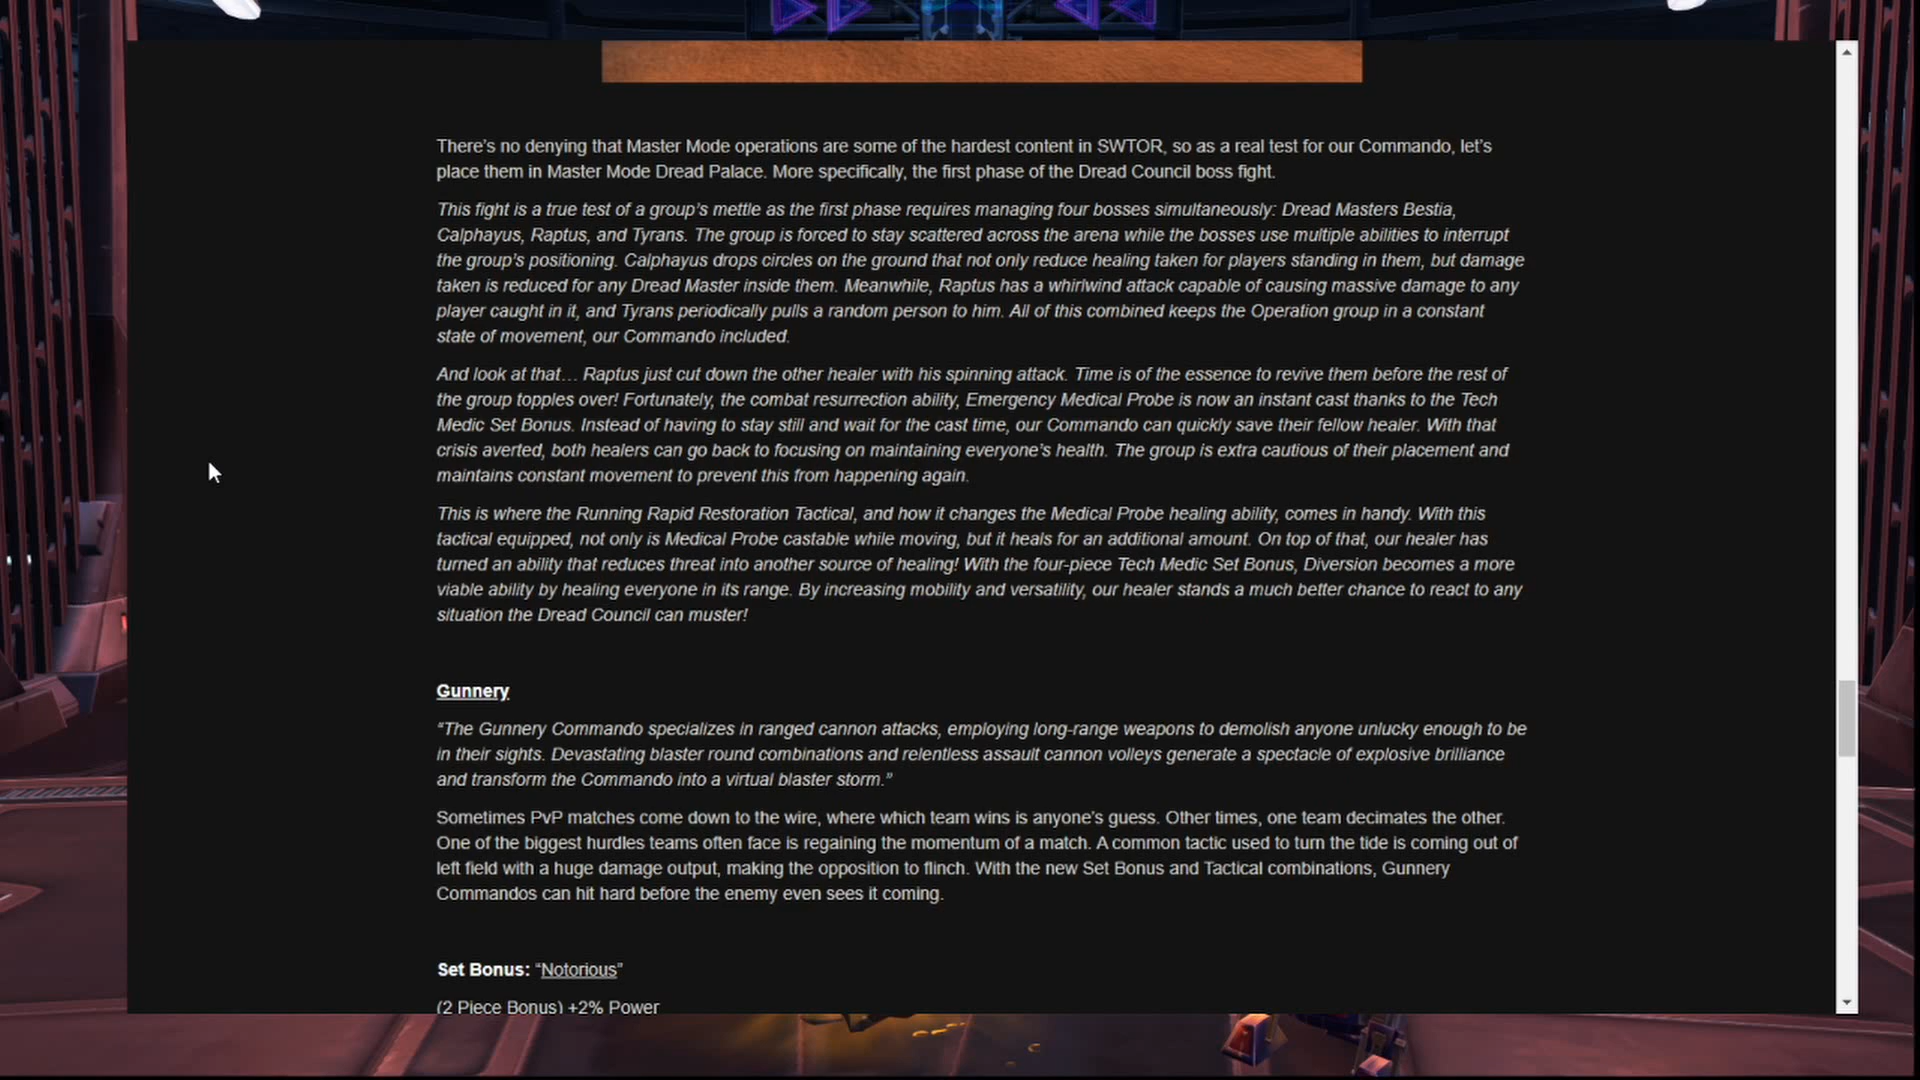 There’s no denying that Master Mode operations are some of the hardest content in SWTOR, so as a real test for our Commando, let’s
place them in Master Mode Dread Palace. More specifically, the first phase of the Dread Council boss fight.
This fight is a true test of a group’s mettle as the first phase requires managing four bosses simultaneously: Dread Masters Bestia,
Calphayus, Raptus, and Tyrans. The group is forced to stay scattered across the arena while the bosses use multiple abilities to interrupt
the group’s positioning. Calphayus drops circles on the ground that not only reduce healing taken for players standing in them, but damage
taken is reduced for any Dread Master inside them. Meanwhile, Raptus has a whirlwind attack capable of causing massive damage to any
player caught in it, and Tyrans periodically pulls a random person to him. All of this combined keeps the Operation group in a constant
state of movement, our Commando included.
And look at that… Raptus just cut down the other healer with his spinning attack. Time is of the essence to revive them before the rest of
the group topples over! Fortunately, the combat resurrection ability, Emergency Medical Probe is now an instant cast thanks to the Tech
Medic Set Bonus. Instead of having to stay still and wait for the cast time, our Commando can quickly save their fellow healer. With that
crisis averted, both healers can go back to focusing on maintaining everyone’s health. The group is extra cautious of their placement and
maintains constant movement to prevent this from happening again.
This is where the Running Rapid Restoration Tactical, and how it changes the Medical Probe healing ability, comes in handy. With this
tactical equipped, not only is Medical Probe castable while moving, but it heals for an additional amount. On top of that, our healer has
turned an ability that reduces threat into another source of healing! With the four-piece Tech Medic Set Bonus, Diversion becomes a more
viable ability by healing everyone in its range. By increasing mobility and versatility, our healer stands a much better chance to react to any
situation the Dread Council can muster!
Gunnery
“The Gunnery Commando specializes in ranged cannon attacks, employing long-range weapons to demolish anyone unlucky enough to be
in their sights. Devastating blaster round combinations and relentless assault cannon volleys generate a spectacle of explosive brilliance
and transform the Commando into a virtual blaster storm.”
Sometimes PvP matches come down to the wire, where which team wins is anyone’s guess. Other times, one team decimates the other.
One of the biggest hurdles teams often face is regaining the momentum of a match. A common tactic used to turn the tide is coming out of
left field with a huge damage output, making the opposition to flinch. With the new Set Bonus and Tactical combinations, Gunnery
Commandos can hit hard before the enemy even sees it coming.
Set Bonus: “Notorious”
(2 Piece Bonus) +2% Power